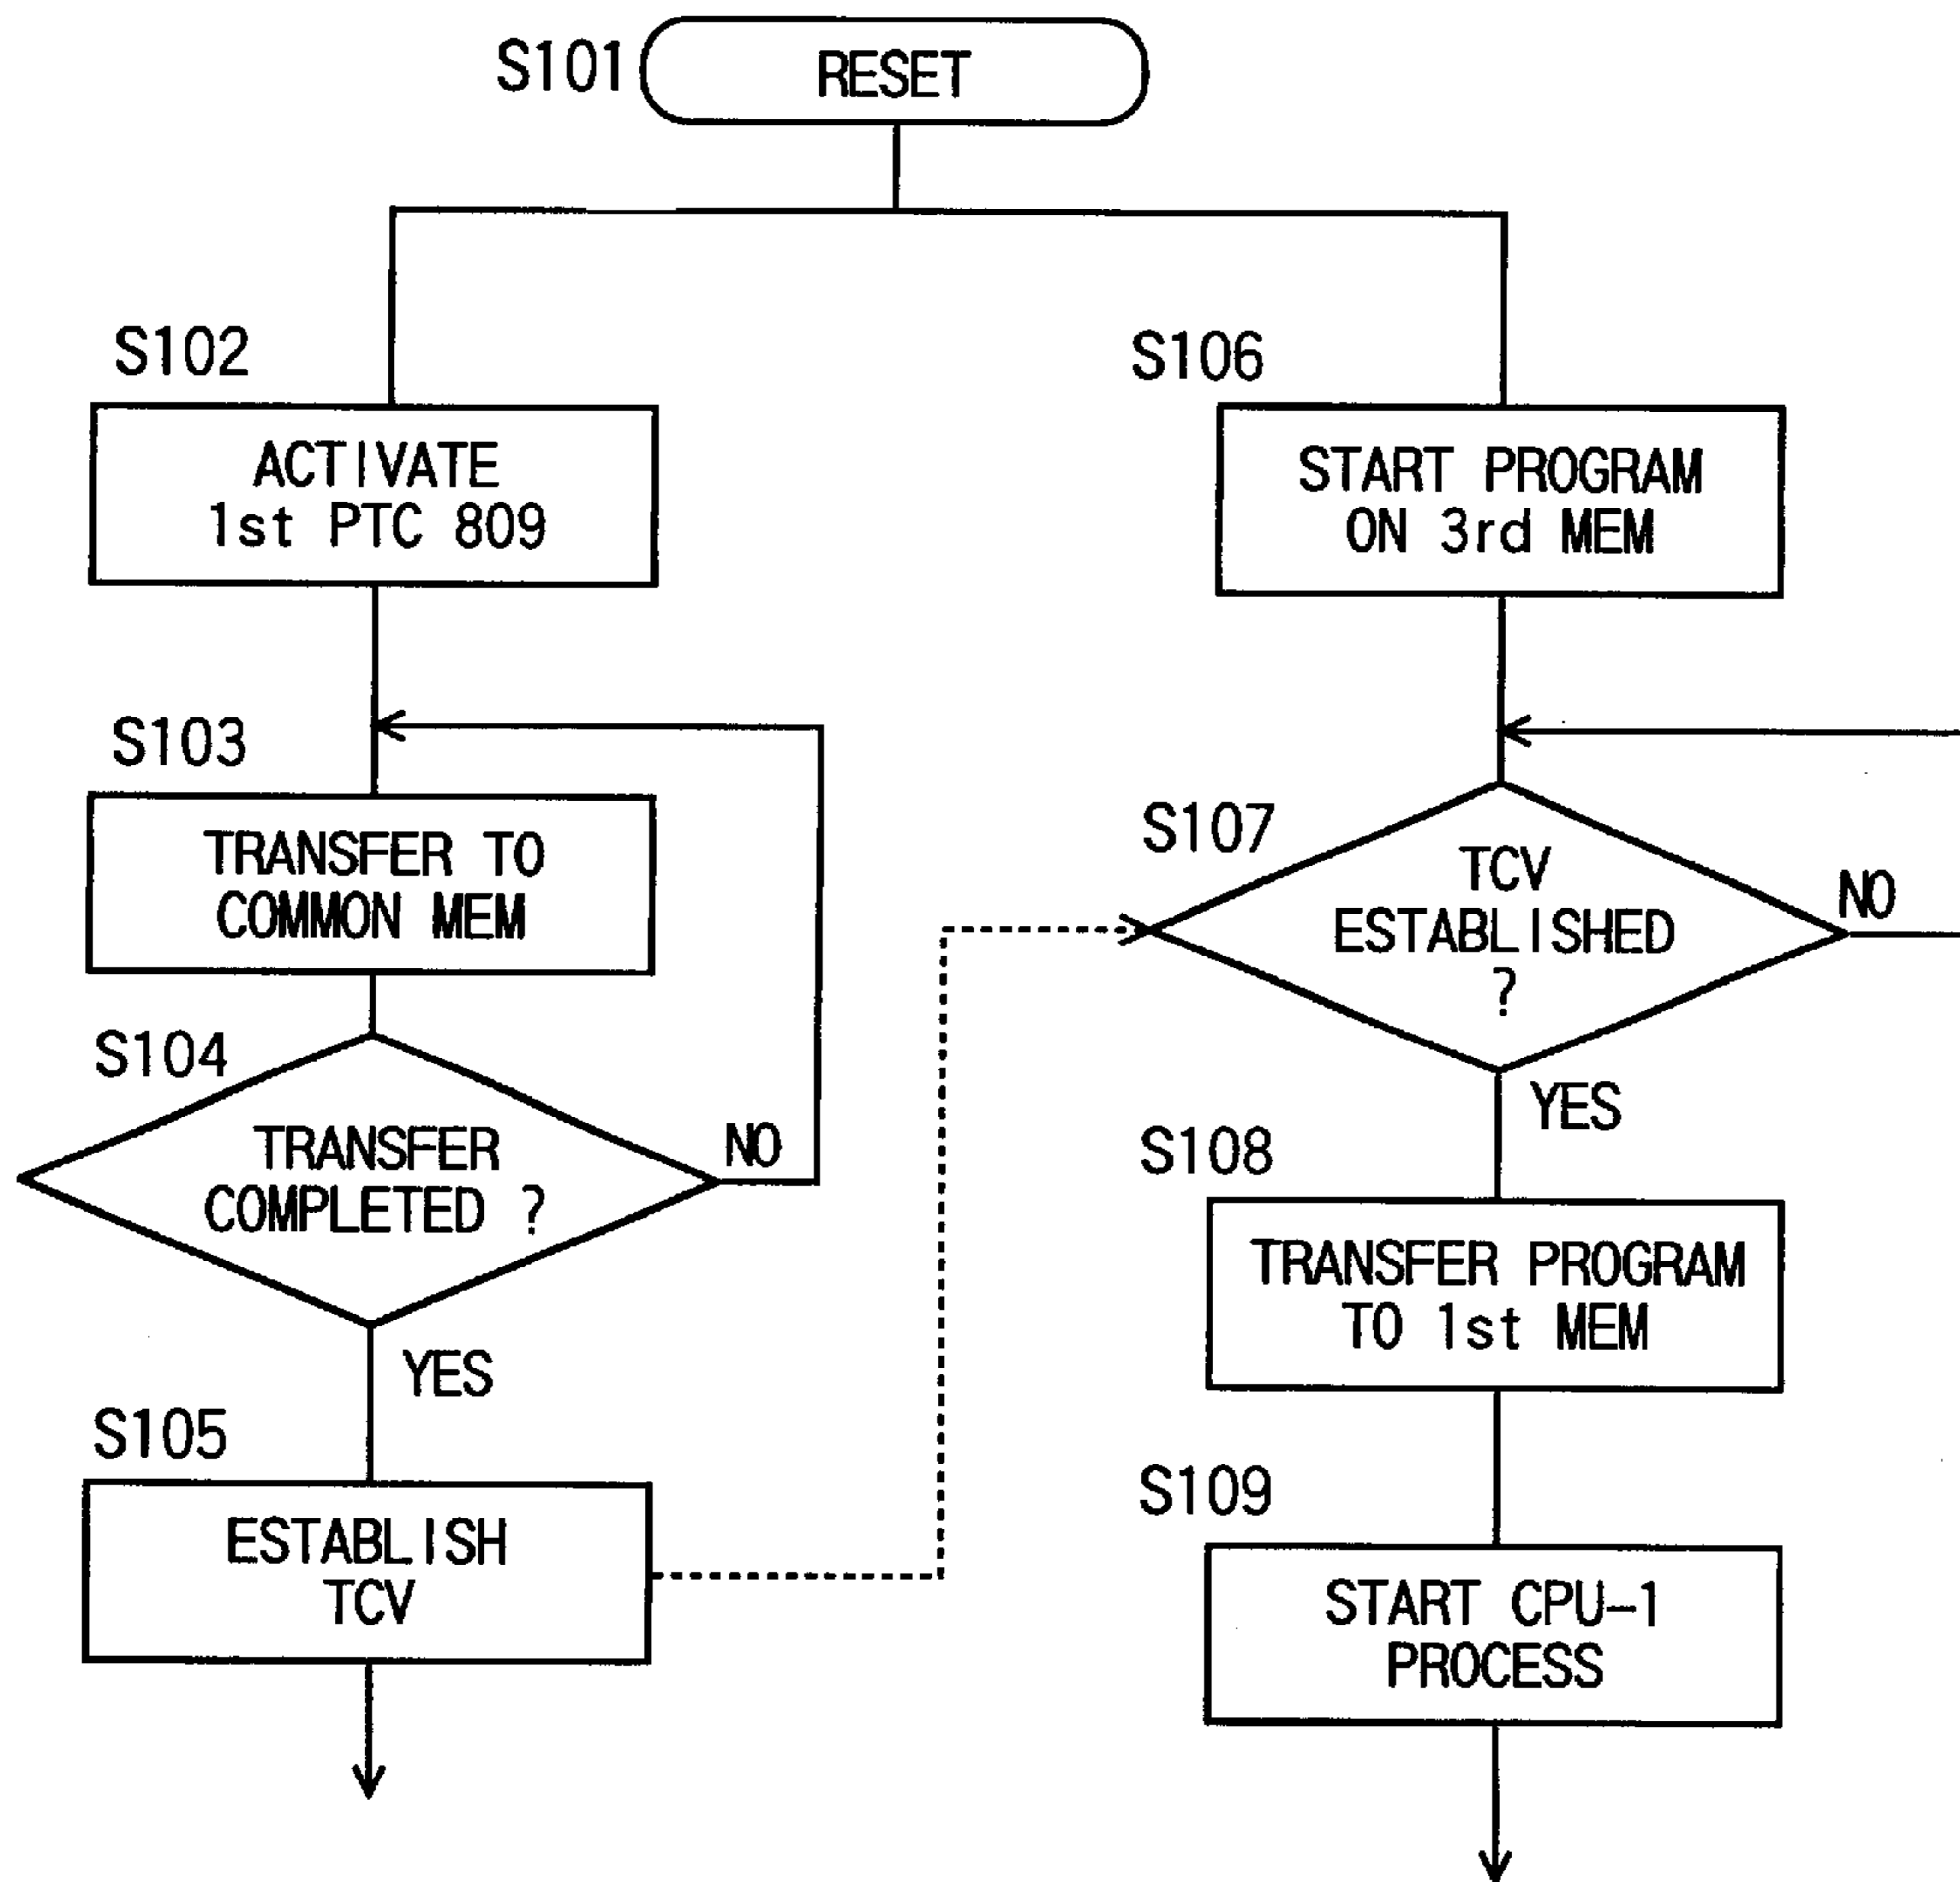 S101
RESET
S102
ACTIVATE
1st PTC 809
S103
TRANSFER TO
COMMON MEM
S104
TRANSFER
COMPLETED ?
NO
YES
S105
ESTABLISH
TCV
S106
START PROGRAM
ON 3rd MEM
S107
TCV
ESTABLISHED
?
NO
YES
S108
TRANSFER PROGRAM
TO 1st MEM
S109
START CPU-1
PROCESS